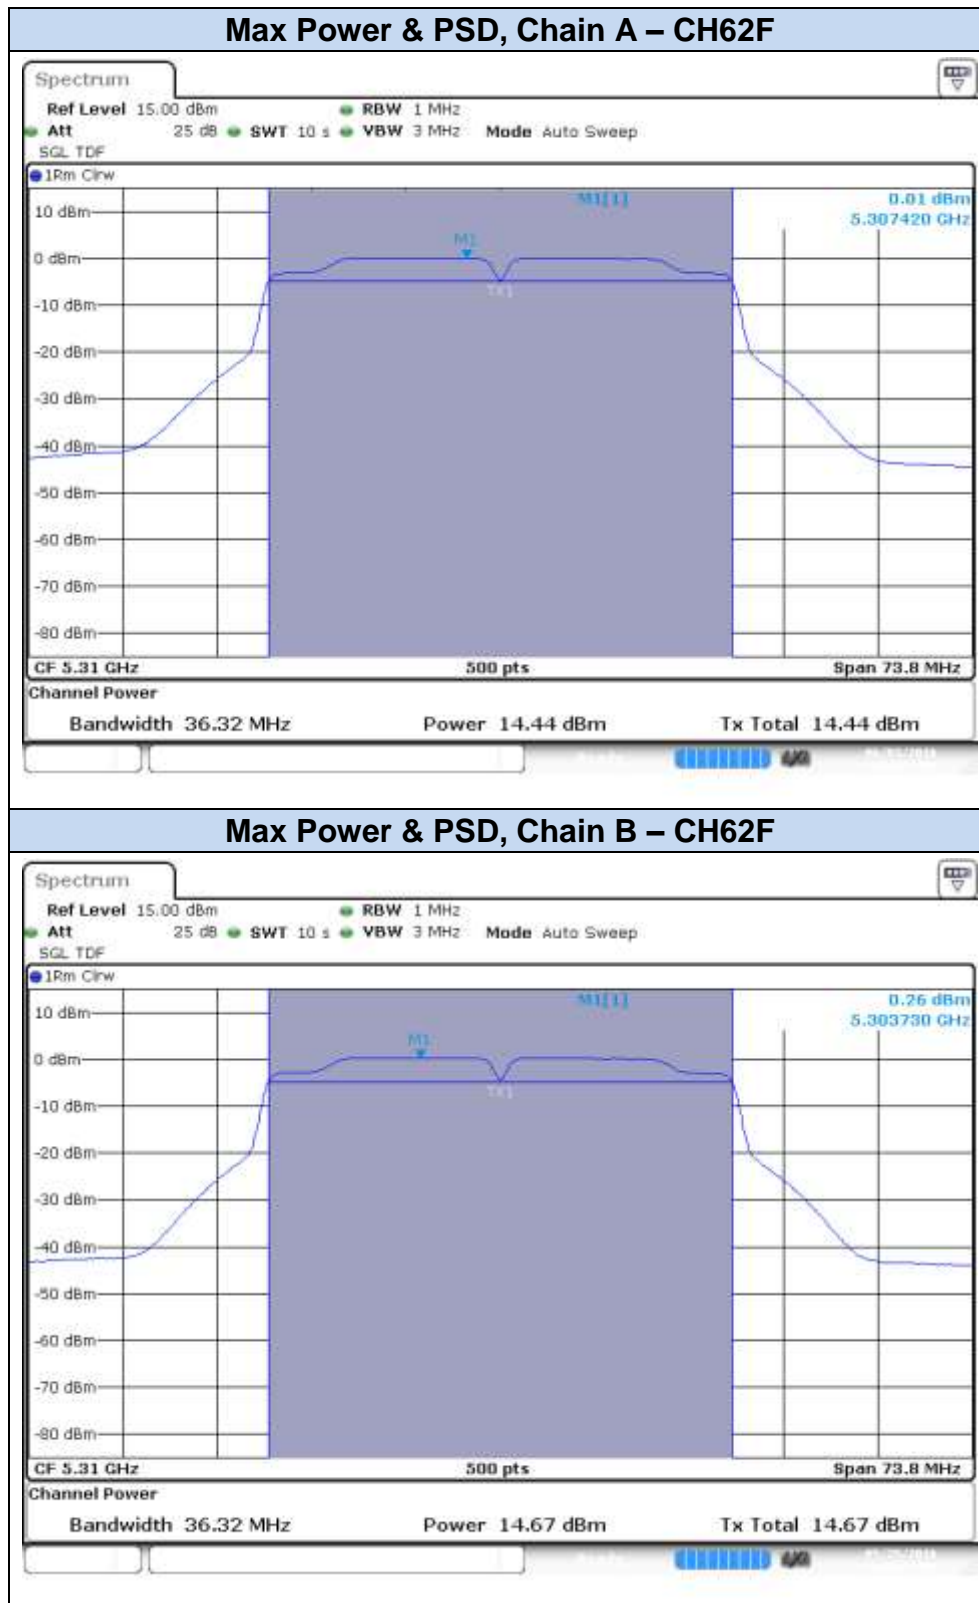 Max Power & PSD, Chain A – CH62F
Spectrum
Ref Level 15.00 dBm RBW 1 MHz
Att 25 dB SWT 10 s VBW 3 MHz Mode Auto Sweep
SGL TDF
1Rm Clrw
M1[1] 0.01 dBm
5.307420 GHz
10 dBm
M1
0 dBm
TX1
-10 dBm
-20 dBm
-30 dBm
-40 dBm
-50 dBm
-60 dBm
-70 dBm
-80 dBm
CF 5.31 GHz 500 pts Span 73.8 MHz
Channel Power
Bandwidth 36.32 MHz Power 14.44 dBm Tx Total 14.44 dBm
Max Power & PSD, Chain B – CH62F
Spectrum
Ref Level 15.00 dBm RBW 1 MHz
Att 25 dB SWT 10 s VBW 3 MHz Mode Auto Sweep
SGL TDF
1Rm Clrw
M1[1] 0.26 dBm
5.303730 GHz
10 dBm
M1
0 dBm
TX1
-10 dBm
-20 dBm
-30 dBm
-40 dBm
-50 dBm
-60 dBm
-70 dBm
-80 dBm
CF 5.31 GHz 500 pts Span 73.8 MHz
Channel Power
Bandwidth 36.32 MHz Power 14.67 dBm Tx Total 14.67 dBm